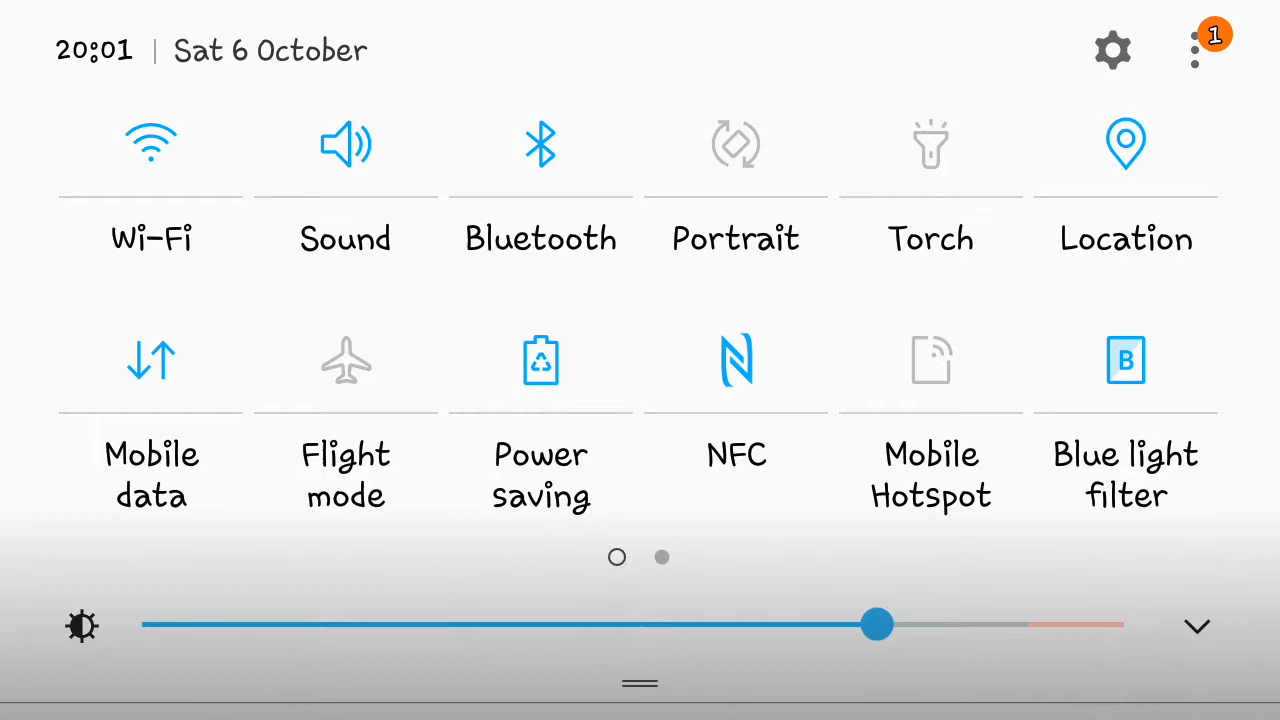 20:01 | Sat 6 October
1
Wi-Fi Sound Bluetooth Portrait Torch Location
B
Mobile data Flight mode Power saving NFC Mobile Hotspot Blue light filter